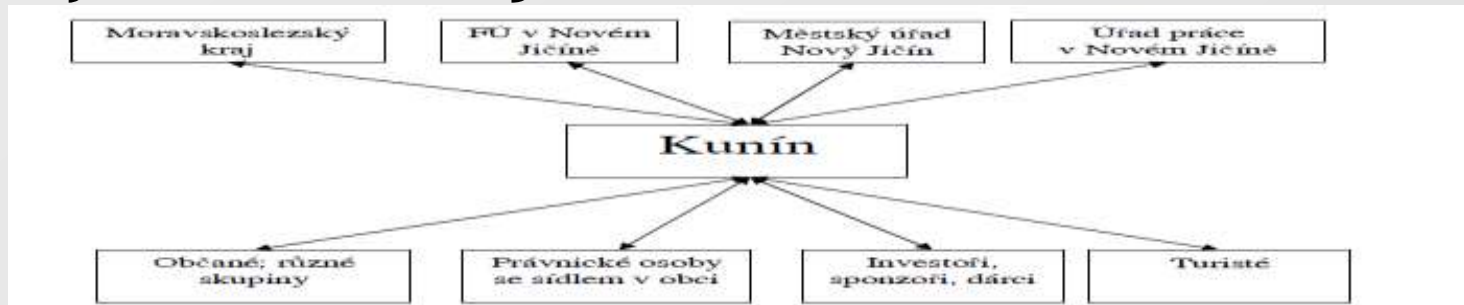 Moravskoslezský
kraj
FÚ v Novém
Jičíně
Městský úřad
Nový Jičín
Úřad práce
v Novém Jičíně
Kunín
Občané; různé
skupiny
Právnické osoby
se sídlem v obci
Investoři,
sponzoři, dárci
Turisté